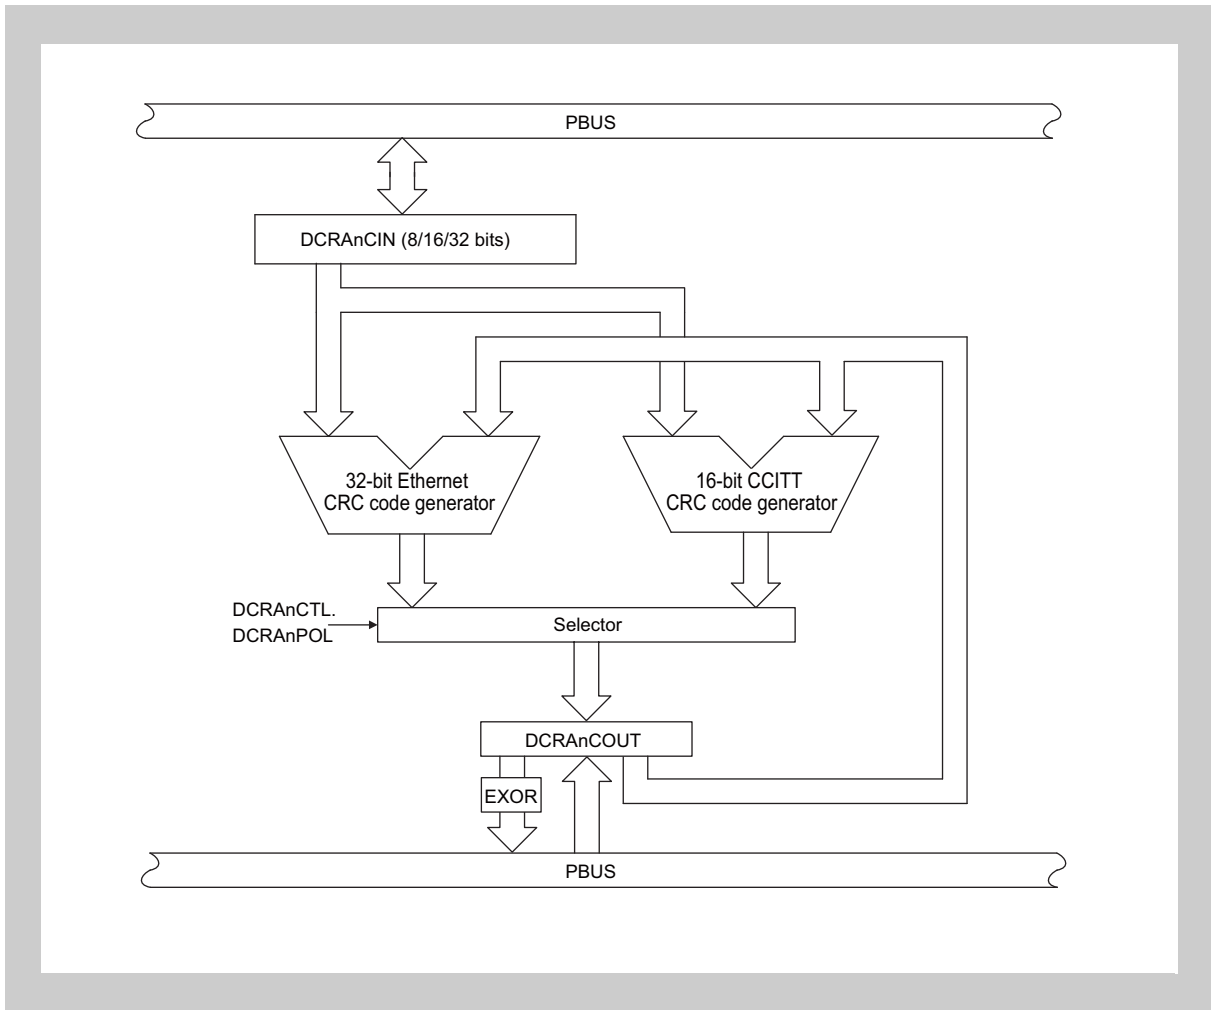 PBUS
DCRAnCIN (8/16/32 bits)
32-bit Ethernet
CRC code generator
16-bit CCITT
CRC code generator
DCRAnCTL.
DCRAnPOL
Selector
DCRAnCOUT
EXOR
PBUS